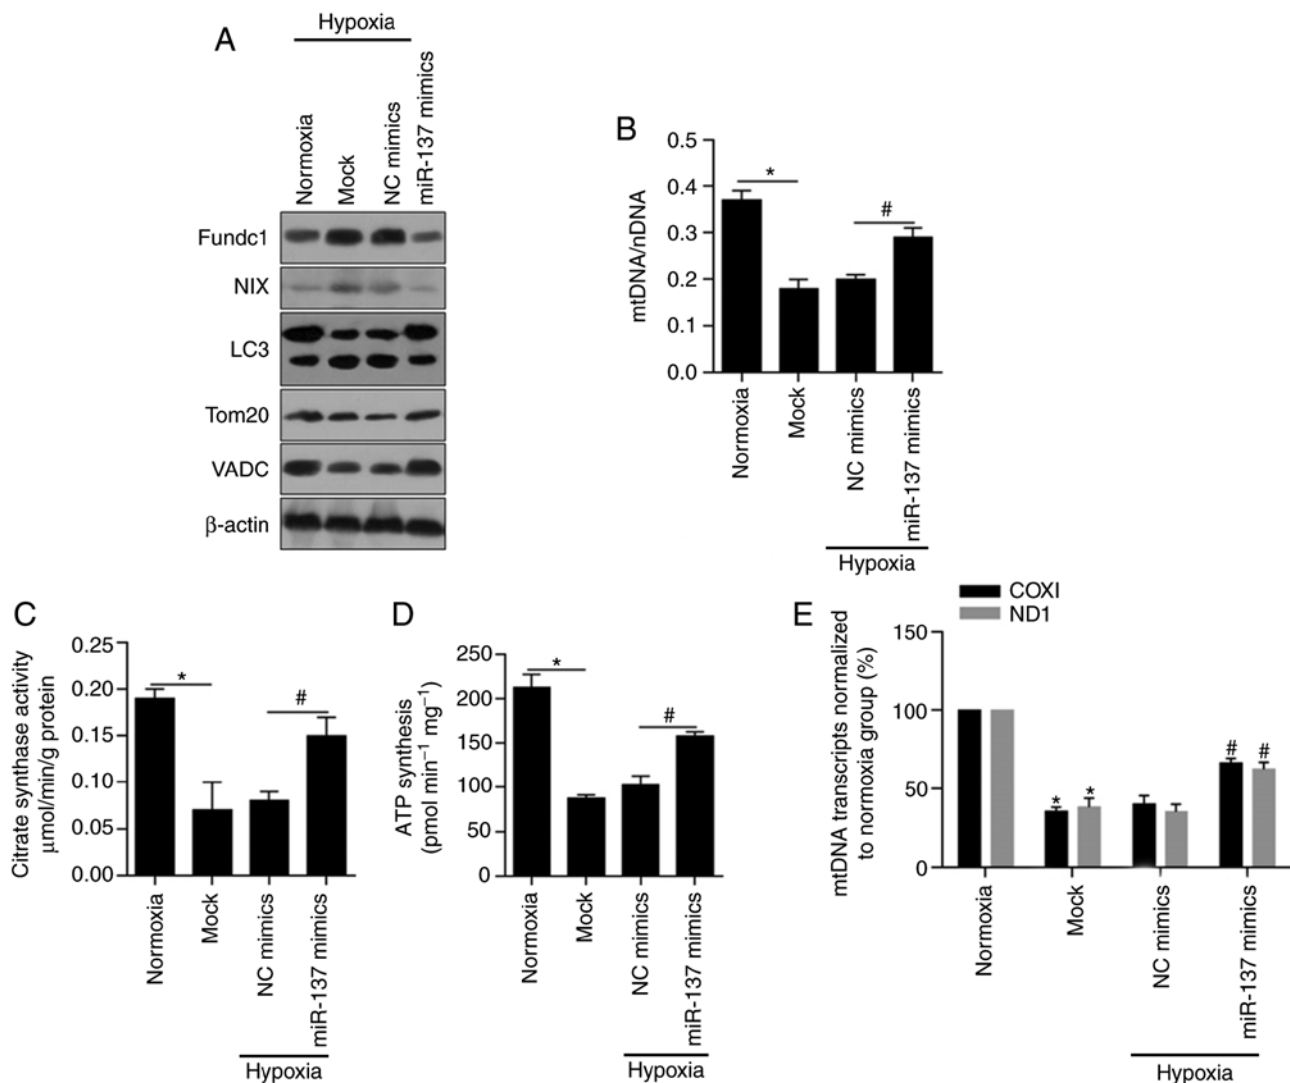 A
Hypoxia
Normoxia
Mock
NC mimics
miR-137 mimics
Fundc1
NIX
LC3
Tom20
VADC
β-actin
B
mtDNA/nDNA
0.4
0.3
0.2
0.1
0.0
*
#
Normoxia
Mock
NC mimics
miR-137 mimics
Hypoxia
C
Citrate synthase activity
μmol/min/g protein
0.25
0.20
0.15
0.10
0.05
0.00
*
#
Normoxia
Mock
NC mimics
miR-137 mimics
Hypoxia
D
ATP synthesis
(pmol min⁻¹ mg⁻¹)
250
200
150
100
50
0
*
#
Normoxia
Mock
NC mimics
miR-137 mimics
Hypoxia
E
COXI
ND1
mtDNA transcripts normalized
to normoxia group (%)
150
100
50
0
* *
# #
Normoxia
Mock
NC mimics
miR-137 mimics
Hypoxia